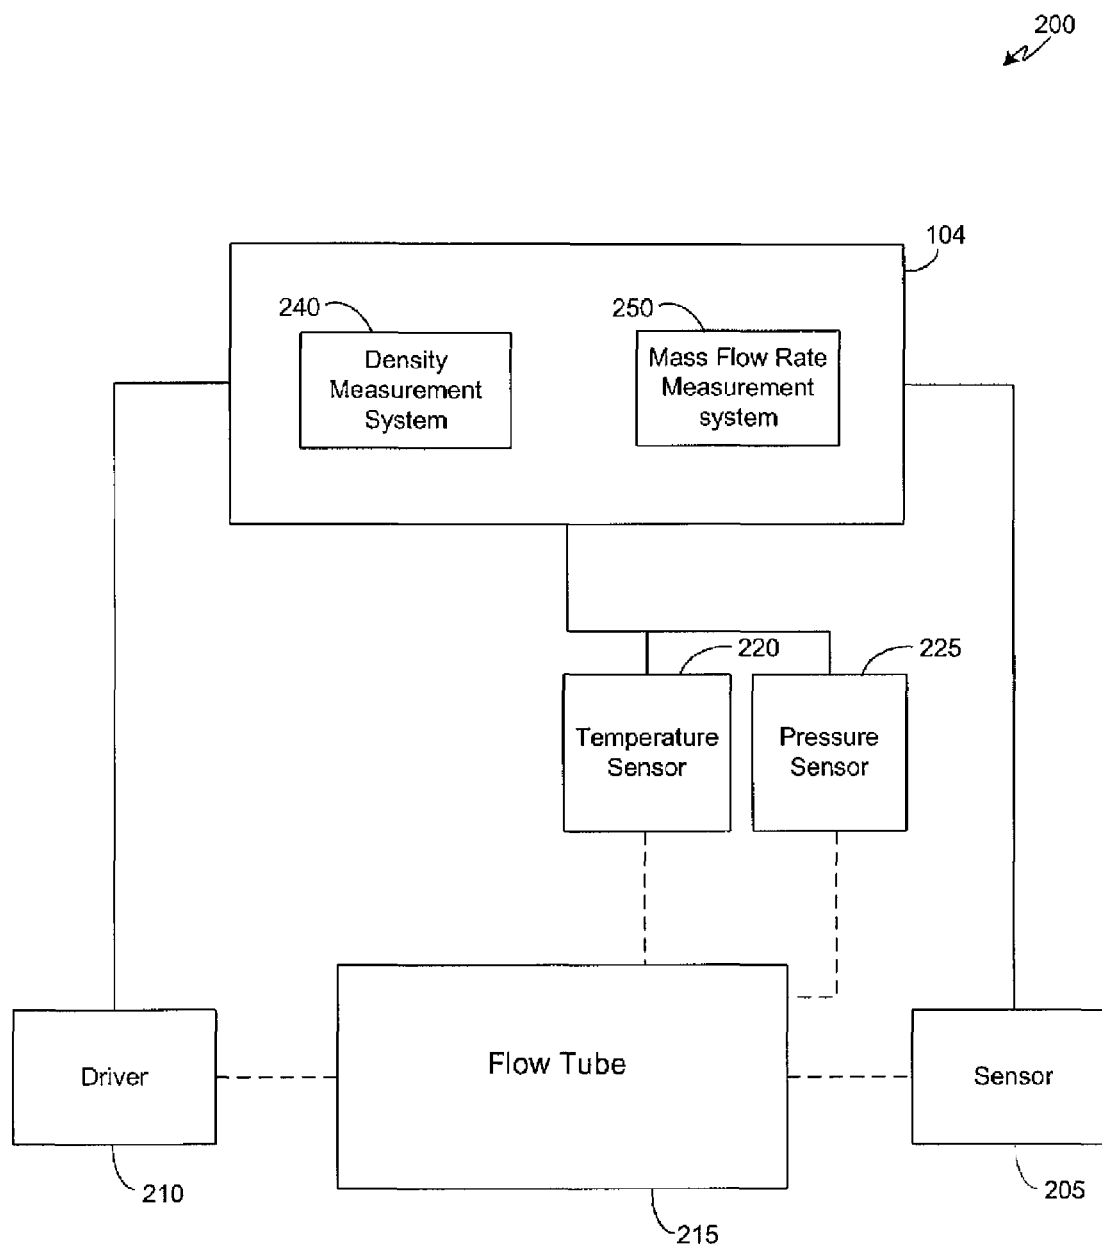 200
104
240
250
Density
Measurement
System
Mass Flow Rate
Measurement
system
220
225
Temperature
Sensor
Pressure
Sensor
Driver
Flow Tube
Sensor
210
215
205